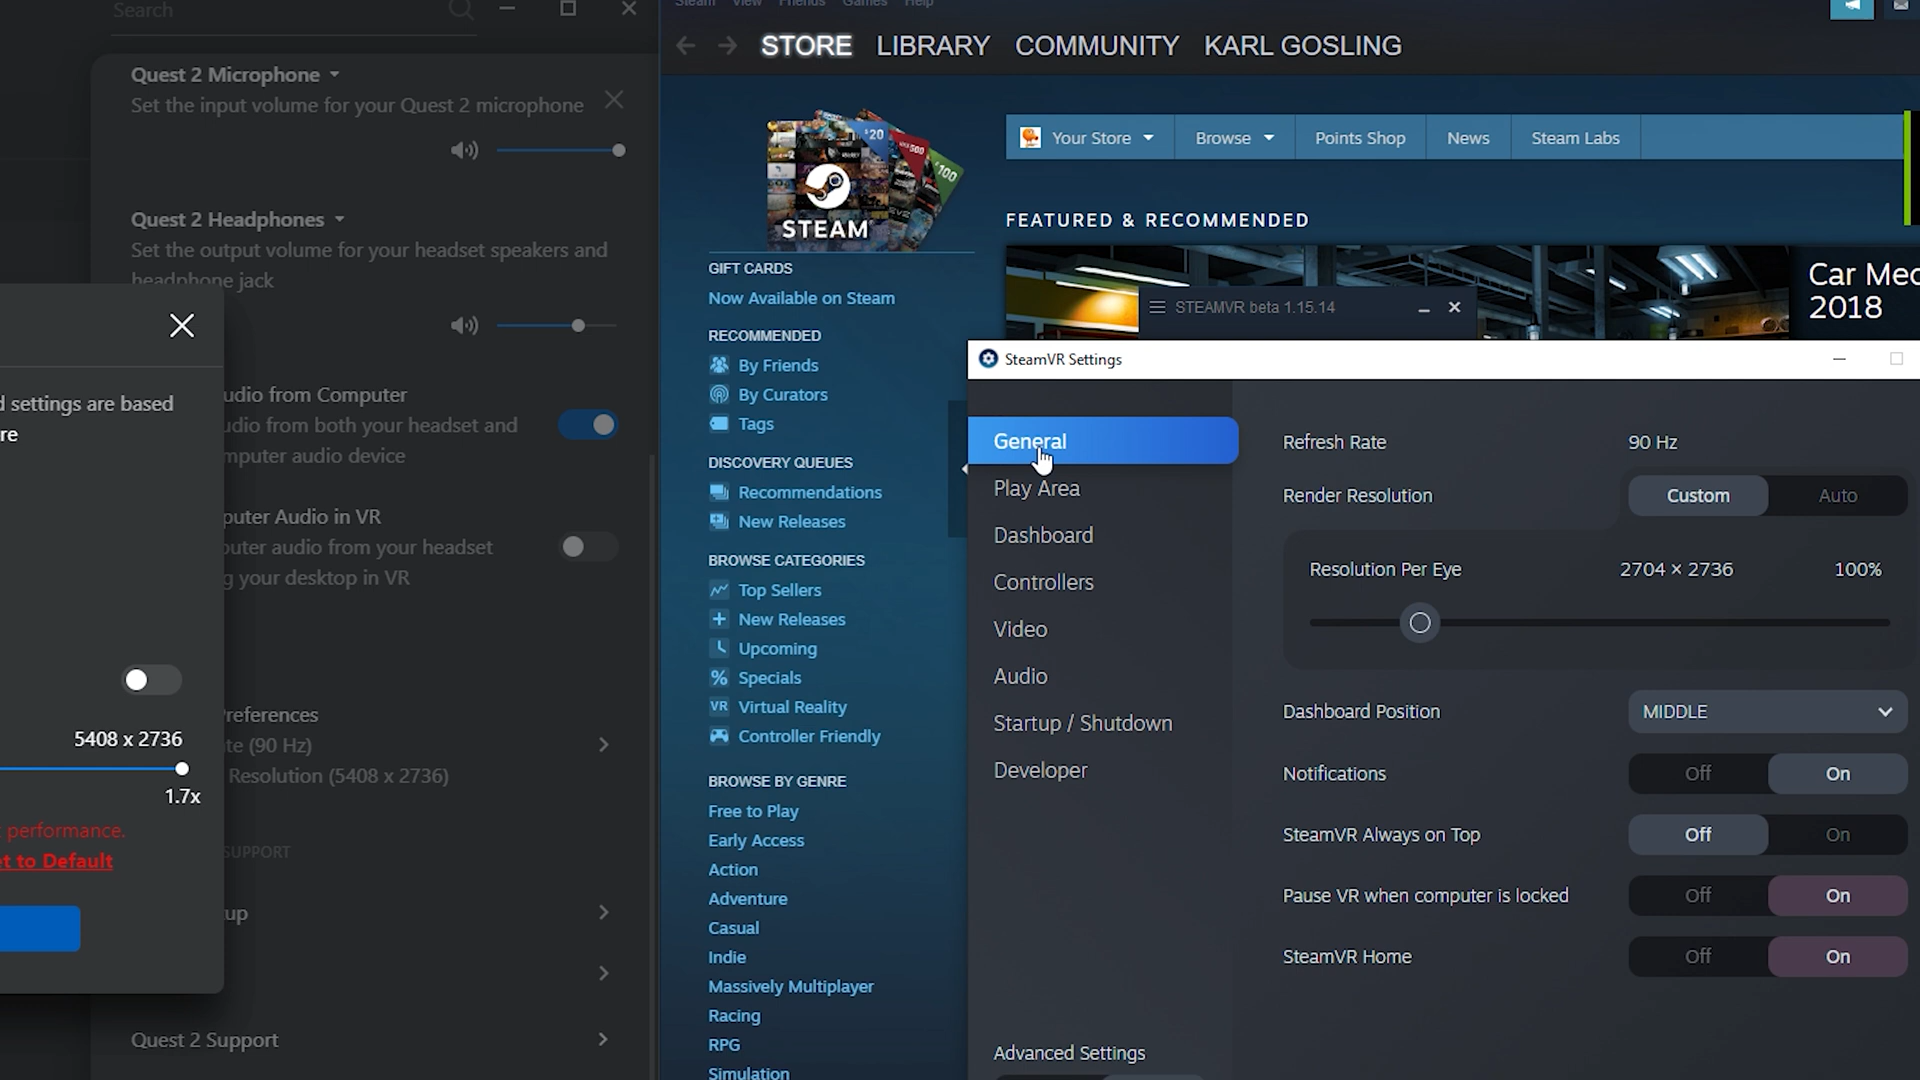 Search
Quest 2 Microphone
Set the input volume for your Quest 2 microphone
Quest 2 Headphones
Set the output volume for your headset speakers and
headphone jack
d settings are based
re
udio from Computer
udio from both your headset and
mputer audio device
puter Audio in VR
puter audio from your headset
g your desktop in VR
references
te (90 Hz)
Resolution (5408 x 2736)
5408 x 2736
1.7x
performance.
et to Default
SUPPORT
up
Quest 2 Support
Steam View Friends Games Help
STORE LIBRARY COMMUNITY KARL GOSLING
$20
500
100
STEAM
Your Store Browse Points Shop News Steam Labs
FEATURED & RECOMMENDED
Car Mec
2018
GIFT CARDS
Now Available on Steam
RECOMMENDED
By Friends
By Curators
Tags
DISCOVERY QUEUES
Recommendations
New Releases
BROWSE CATEGORIES
Top Sellers
New Releases
Upcoming
% Specials
VR Virtual Reality
Controller Friendly
BROWSE BY GENRE
Free to Play
Early Access
Action
Adventure
Casual
Indie
Massively Multiplayer
Racing
RPG
Simulation
STEAMVR beta 1.15.14
SteamVR Settings
General
Play Area
Dashboard
Controllers
Video
Audio
Startup / Shutdown
Developer
Advanced Settings
Refresh Rate 90 Hz
Render Resolution Custom Auto
Resolution Per Eye 2704 × 2736 100%
Dashboard Position MIDDLE
Notifications Off On
SteamVR Always on Top Off On
Pause VR when computer is locked Off On
SteamVR Home Off On